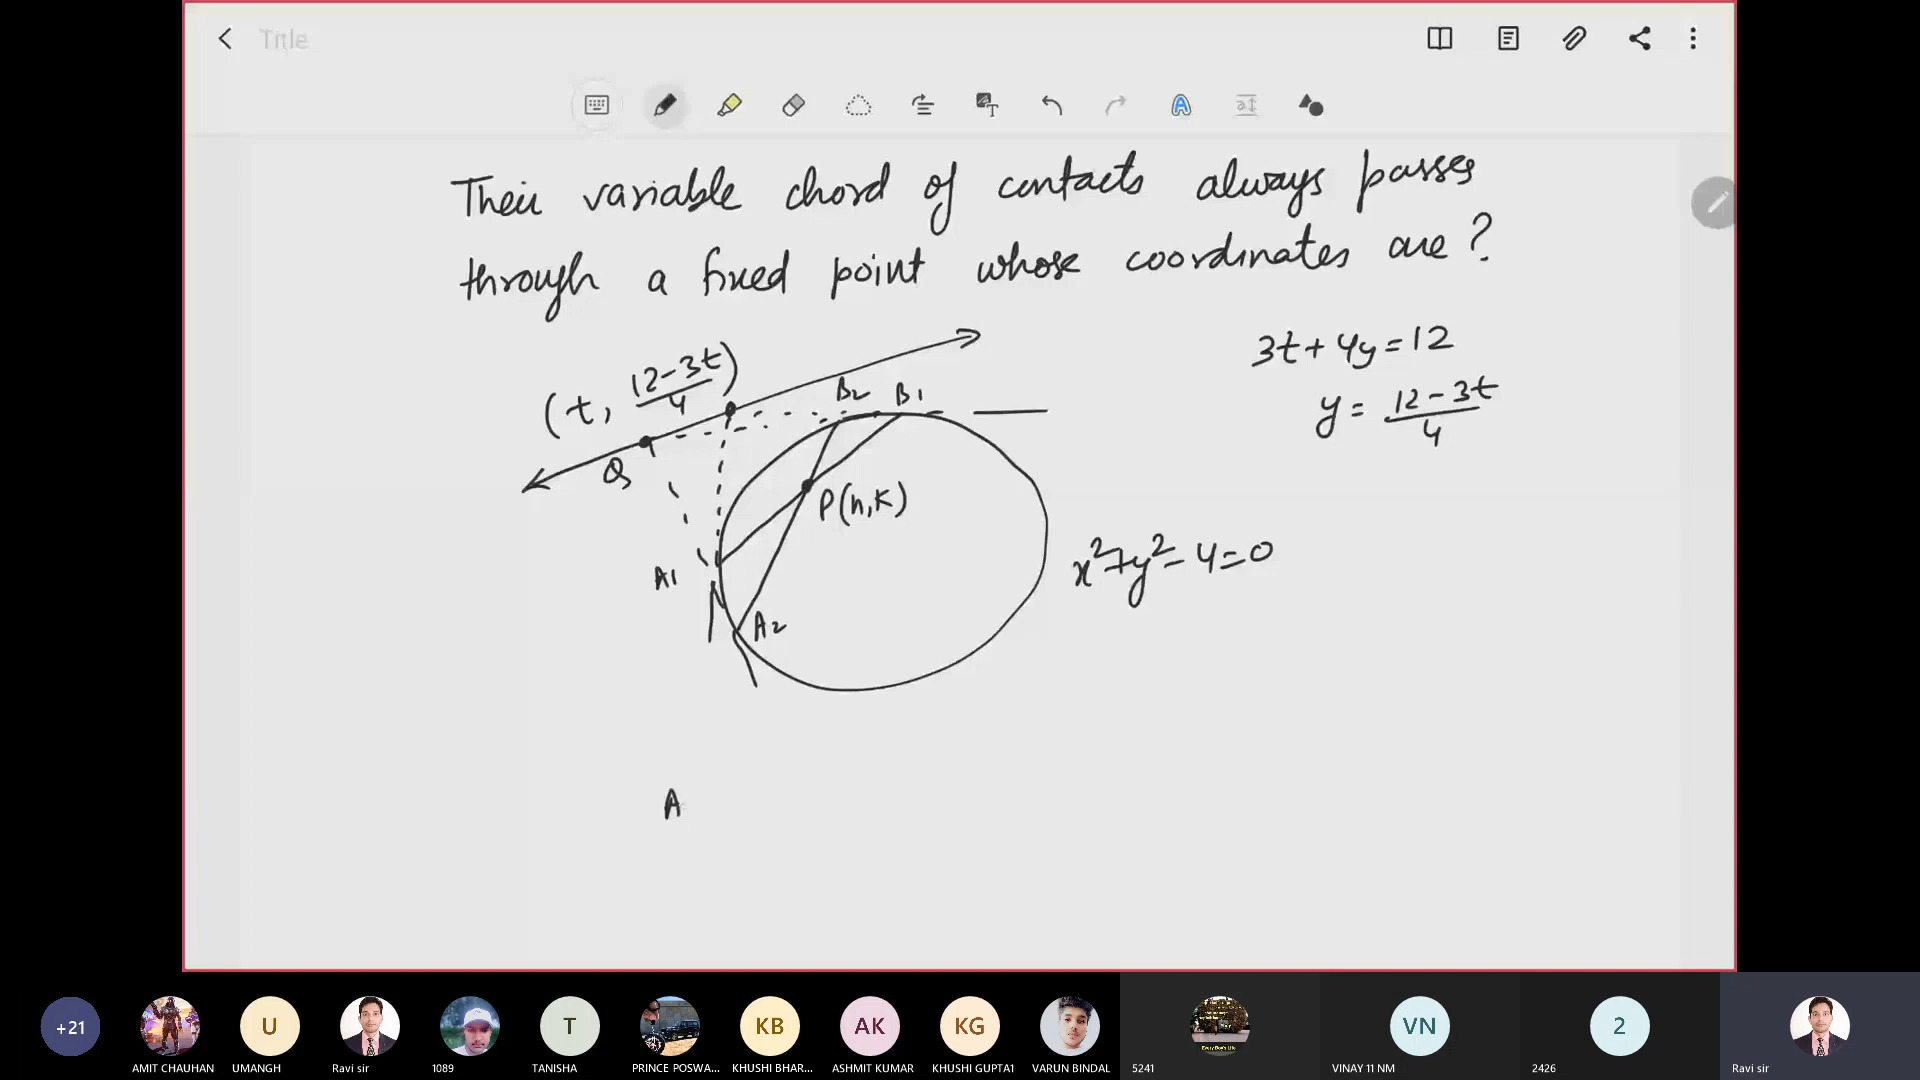 Title
Their variable chord of contacts always passes
through a fixed point whose coordinates are?
3t+4y=12
y = 12-3t/4
(t, 12-3t/4)
B2 B1
Q
P(h,k)
A1
x²+y²-4=0
A2
A
+21
U
T
KB
AK
KG
VN
2
AMIT CHAUHAN
UMANGH
Ravi sir
1089
TANISHA
PRINCE POSWA...
KHUSHI BHAR...
ASHMIT KUMAR
KHUSHI GUPTA1
VARUN BINDAL
5241
VINAY 11 NM
2426
Ravi sir